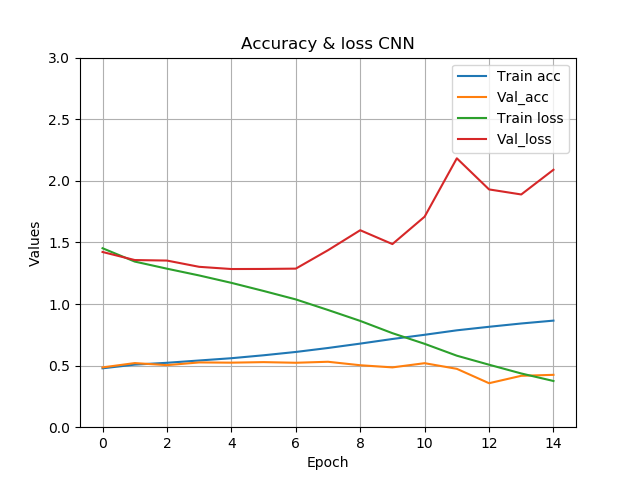 Accuracy & loss CNN
3.0
2.5
2.0
1.5
1.0
0.5
0.0
Values
Train acc
Val_acc
Train loss
Val_loss
0 2 4 6 8 10 12 14
Epoch